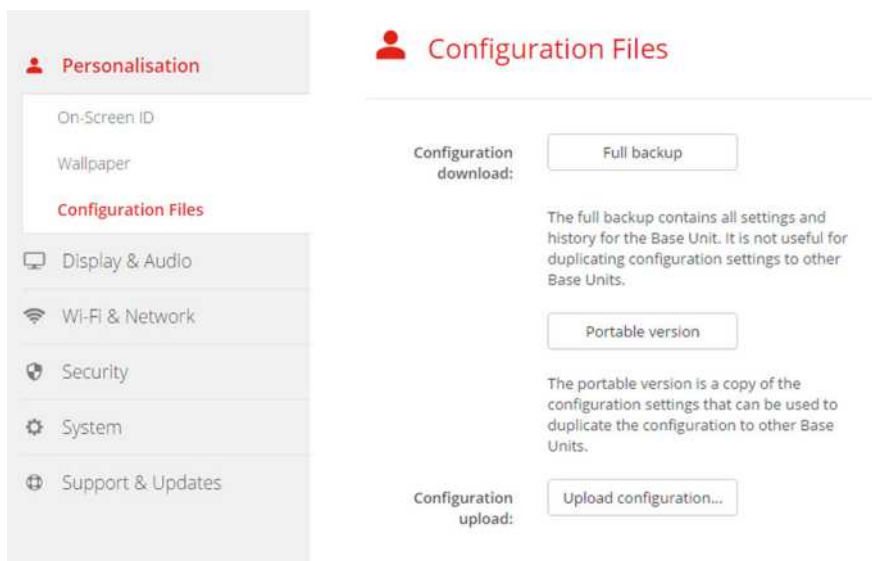 Personalisation
On-Screen ID
Wallpaper
Configuration Files
Display & Audio
Wi-Fi & Network
Security
System
Support & Updates
Configuration Files
Configuration
download:
Full backup
The full backup contains all settings and
history for the Base Unit. It is not useful for
duplicating configuration settings to other
Base Units.
Portable version
The portable version is a copy of the
configuration settings that can be used to
duplicate the configuration to other Base
Units.
Configuration
upload:
Upload configuration...